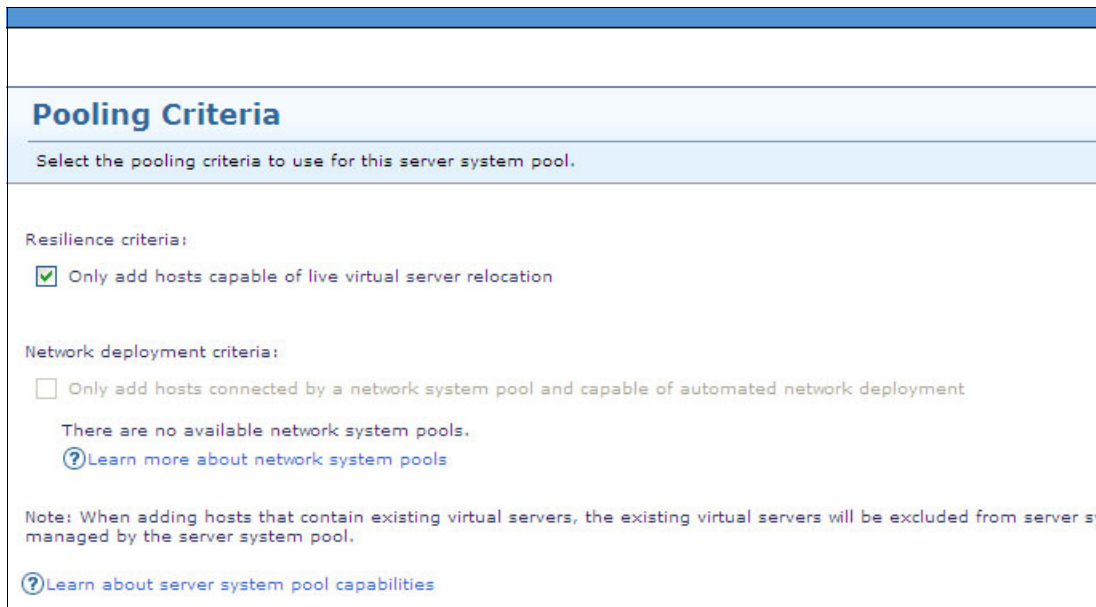 Pooling Criteria
Select the pooling criteria to use for this server system pool.
Resilience criteria:
Only add hosts capable of live virtual server relocation
Network deployment criteria:
Only add hosts connected by a network system pool and capable of automated network deployment
There are no available network system pools.
Learn more about network system pools
Note: When adding hosts that contain existing virtual servers, the existing virtual servers will be excluded from server
managed by the server system pool.
Learn about server system pool capabilities